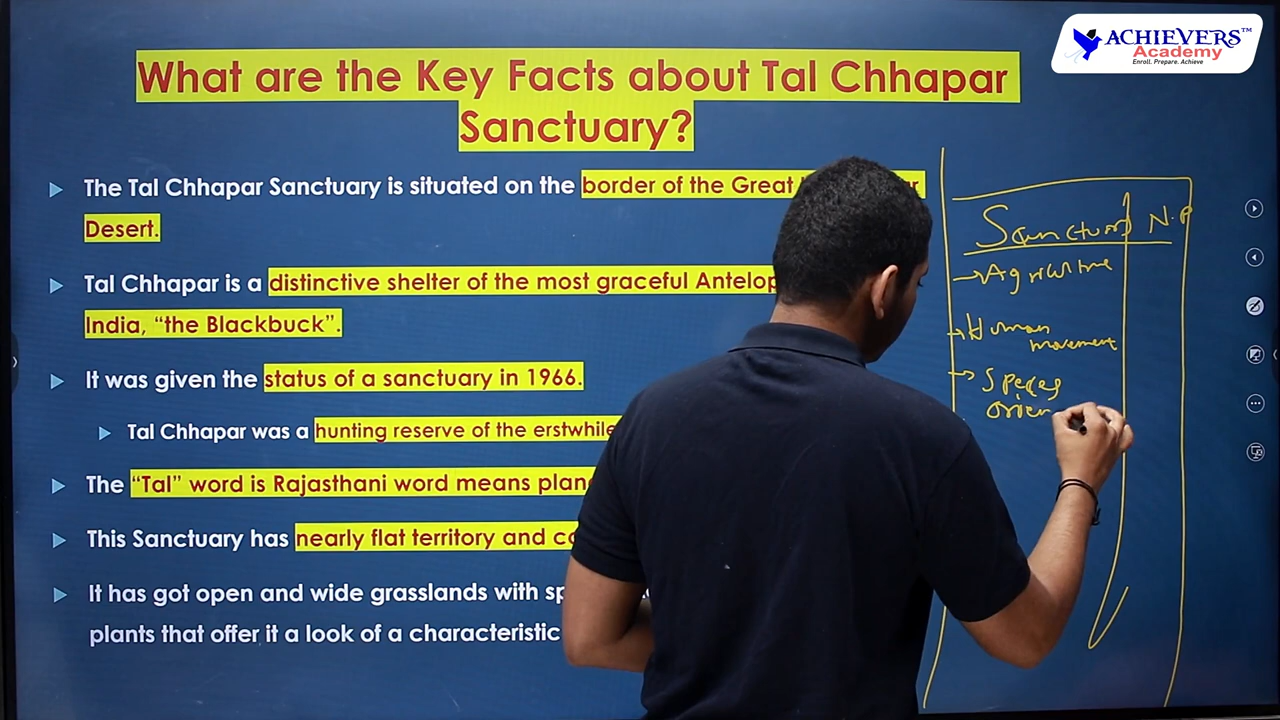 ACHIEVERS™
Academy
Enroll. Prepare. Achieve
What are the Key Facts about Tal Chhapar
Sanctuary?
The Tal Chhapar Sanctuary is situated on the border of the Great
Desert.
Tal Chhapar is a distinctive shelter of the most graceful Antelop
India, “the Blackbuck”.
It was given the status of a sanctuary in 1966.
Tal Chhapar was a hunting reserve of the erstwhile
The “Tal” word is Rajasthani word means
This Sanctuary has nearly flat territory and
It has got open and wide grasslands with
plants that offer it a look of a characteristic
N.P
→ Agriculture
→ Human
movement
→ Species
orien